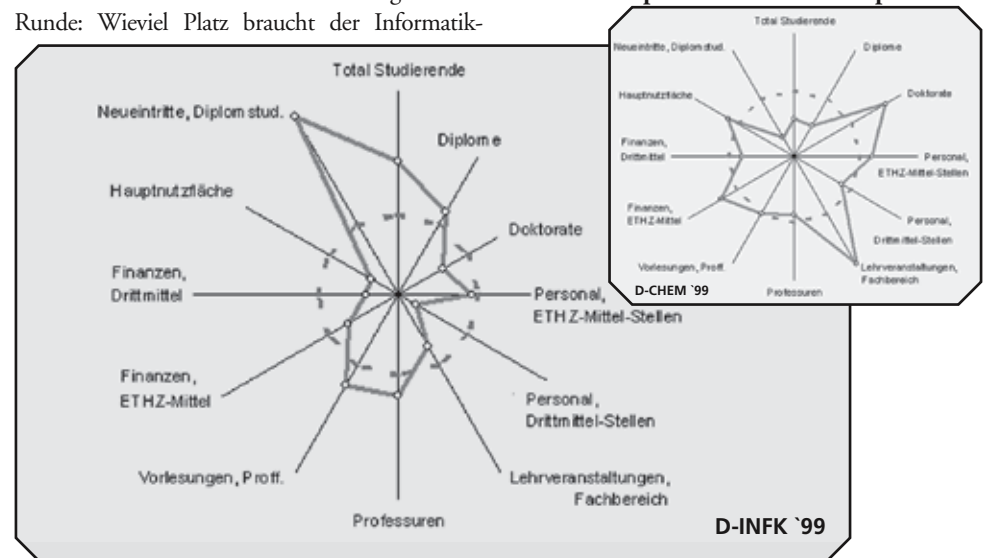 Runde: Wieviel Platz braucht der Informatik-
Total Studierende
Neueintritte, Diplomstud.
Diplome
Hauptnutzfläche
Doktorate
Finanzen,
Drittmittel
Personal,
ETHZ-Mittel-Stellen
Finanzen,
ETHZ-Mittel
Personal,
Drittmittel-Stellen
Vorlesungen, Proff.
Lehrveranstaltungen,
Fachbereich
Professuren
D-INFK `99
Total Studierende
Neueintritte, Diplomstud.
Diplome
Hauptnutzfläche
Doktorate
Finanzen,
Drittmittel
Personal,
ETHZ-Mittel-Stellen
Finanzen,
ETHZ-Mittel
Personal,
Drittmittel-Stellen
Vorlesungen, Proff.
Lehrveranstaltungen,
Fachbereich
Professuren
D-CHEM `99